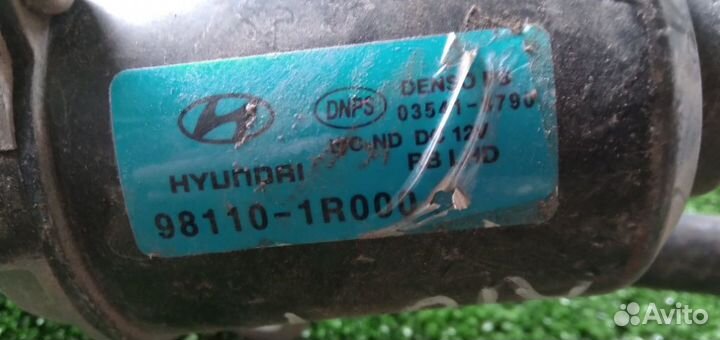 DNPS DENSO
03541-
DC 12V
HYUNDAI
98110-1R000
Avito